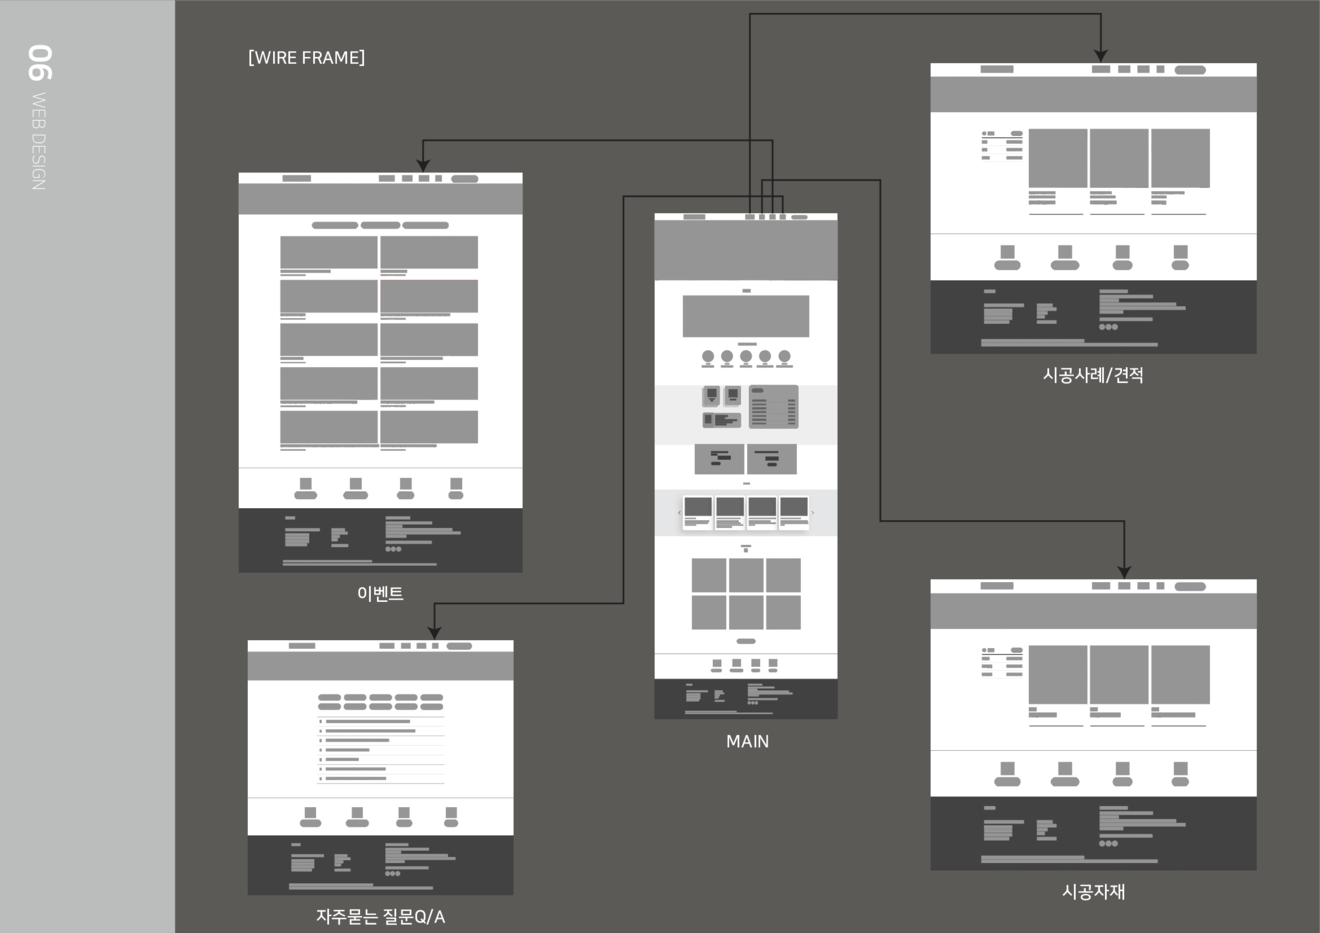 06 WEB DESIGN
[WIRE FRAME]
시공사례/견적
이벤트
MAIN
시공자재
자주묻는 질문Q/A